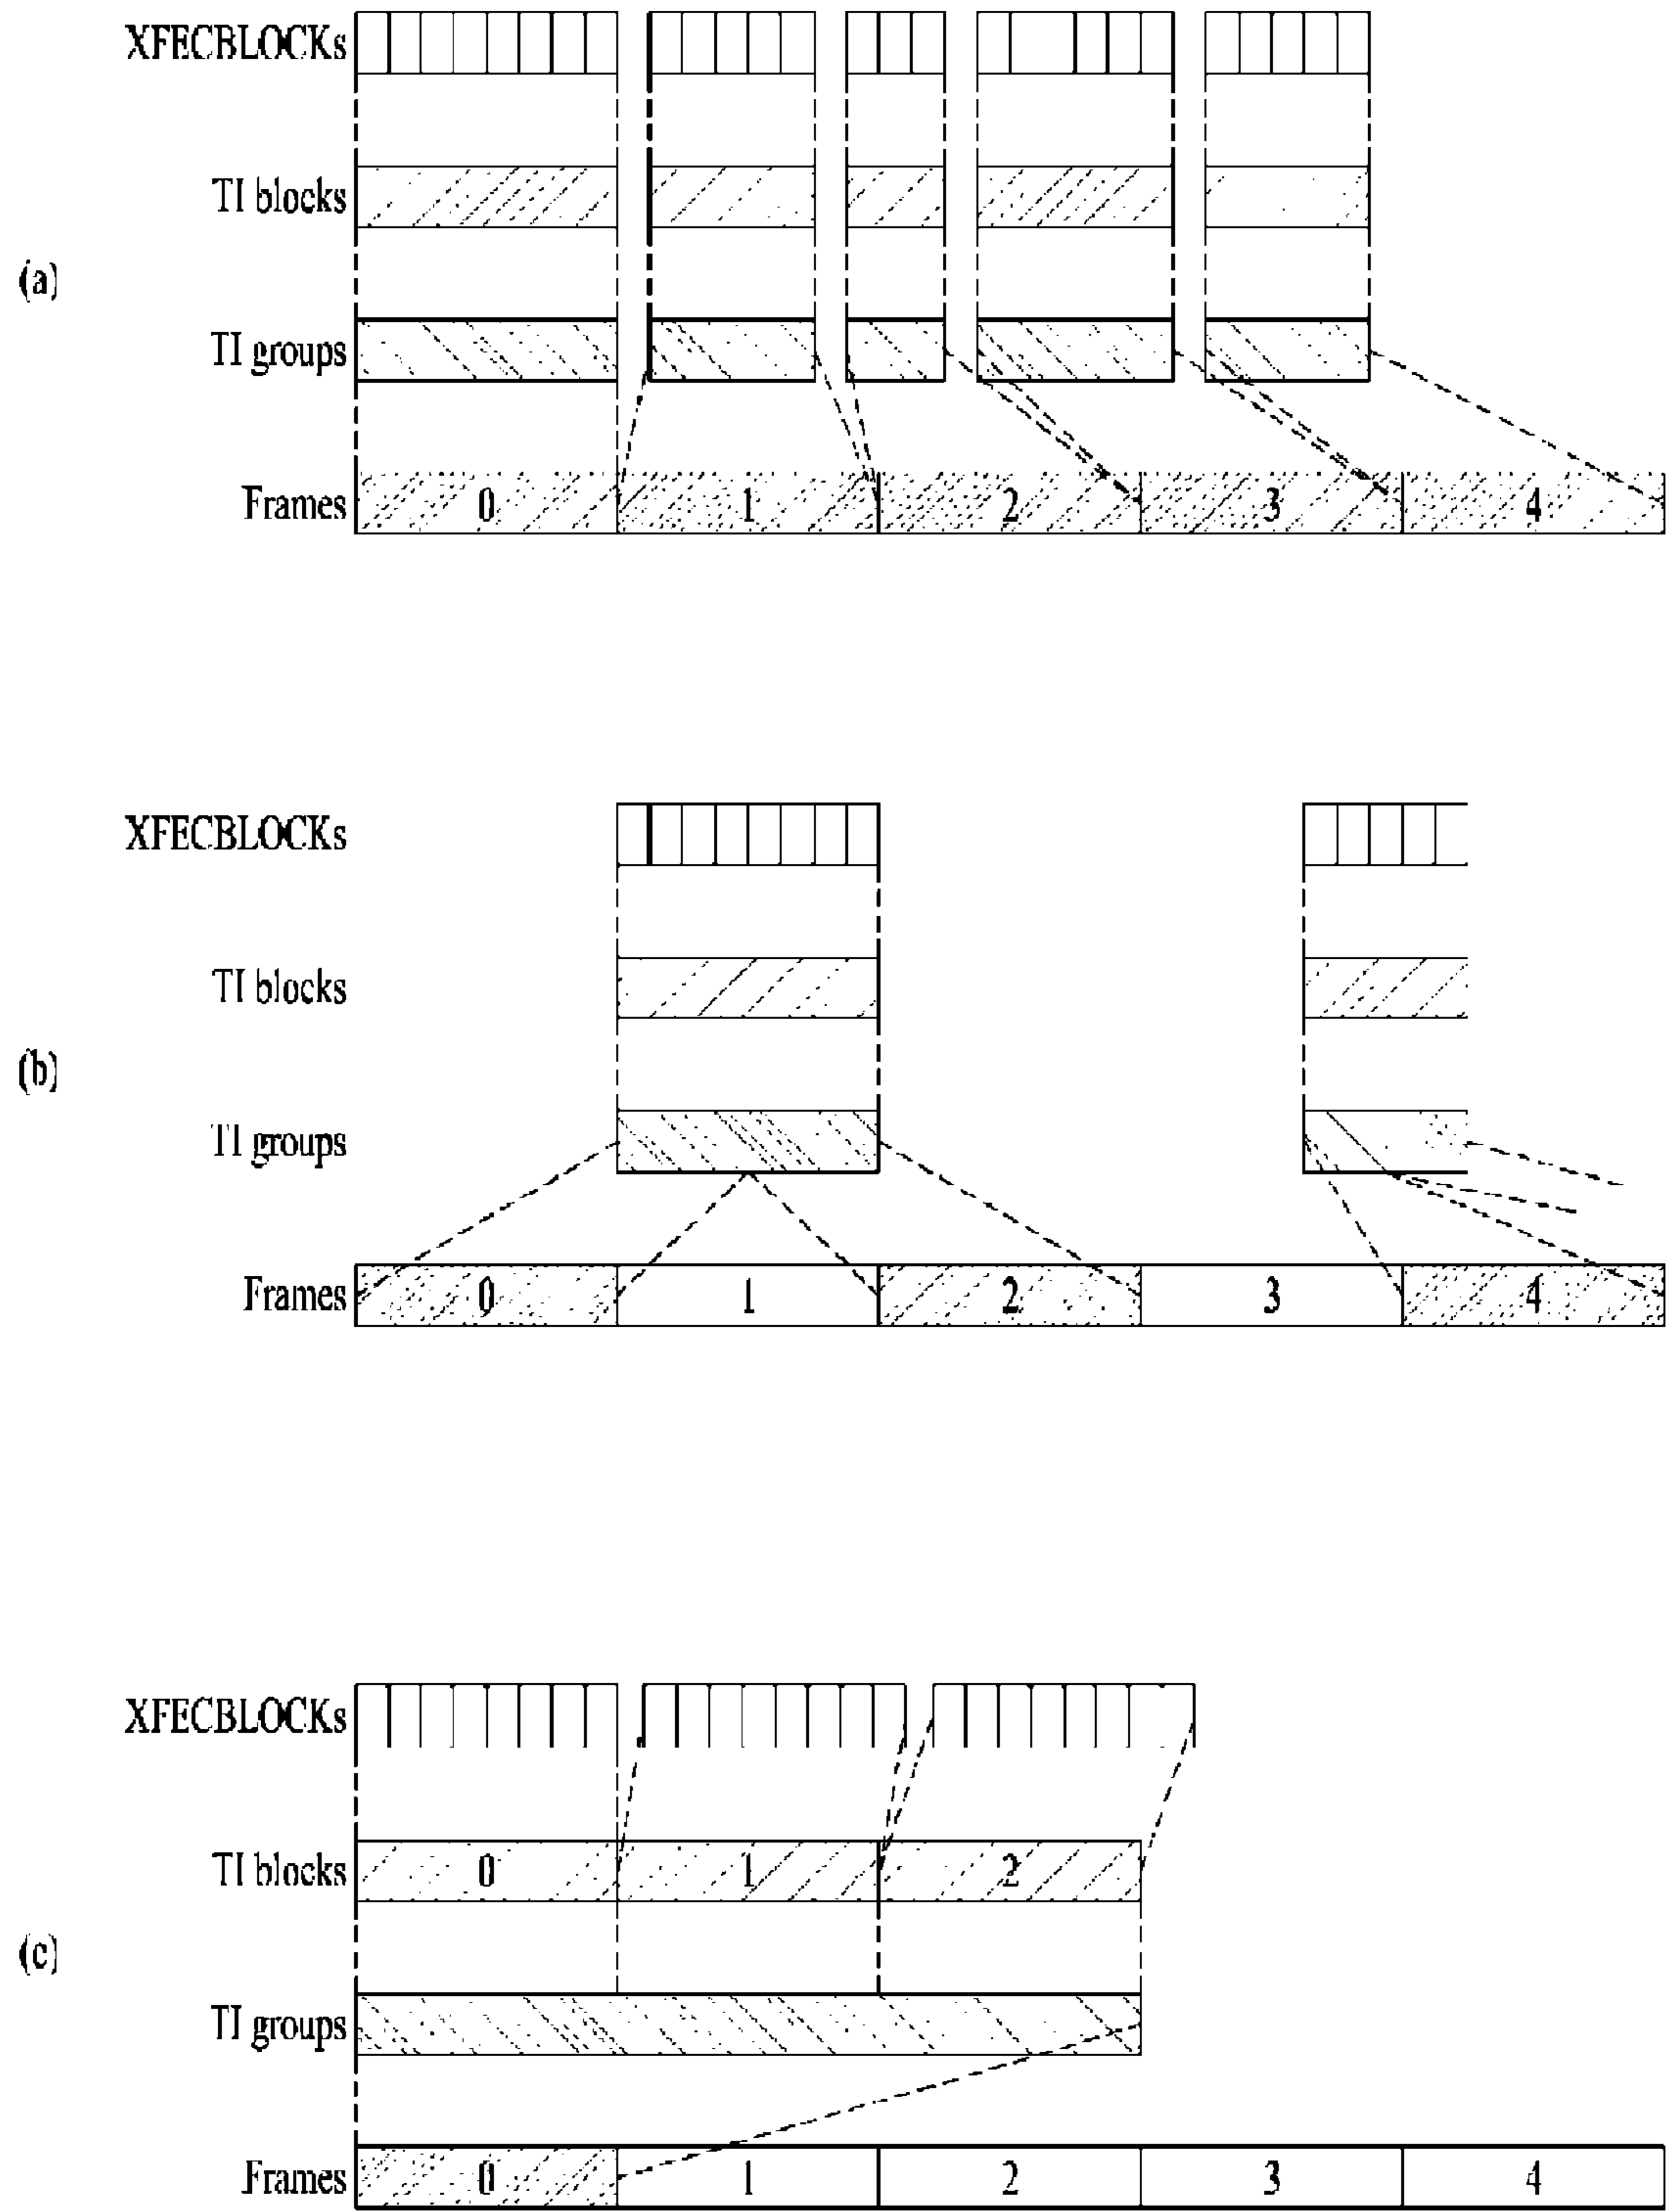 XFECBLOCKs
TI blocks
(a)
TI groups
Frames 0 1 2 3 4
XFECBLOCKs
TI blocks
(b)
TI groups
Frames 0 1 2 3 4
XFECBLOCKs
TI blocks 0 1 2
(c)
TI groups
Frames 0 1 2 3 4